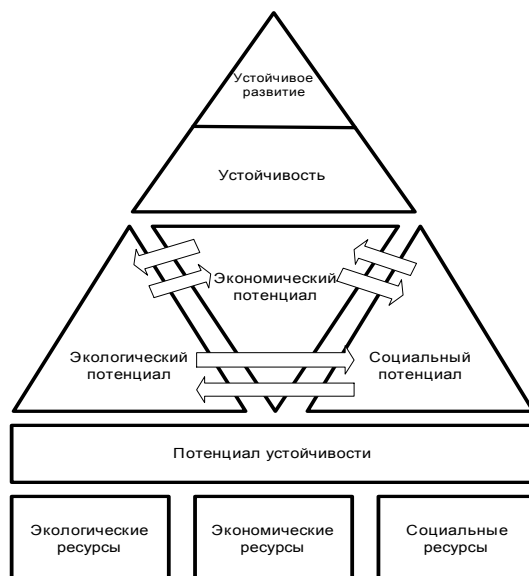 Устойчивое
развитие
Устойчивость
Экономический
потенциал
Экологический
потенциал
Социальный
потенциал
Потенциал устойчивости
Экологические
ресурсы
Экономические
ресурсы
Социальные
ресурсы